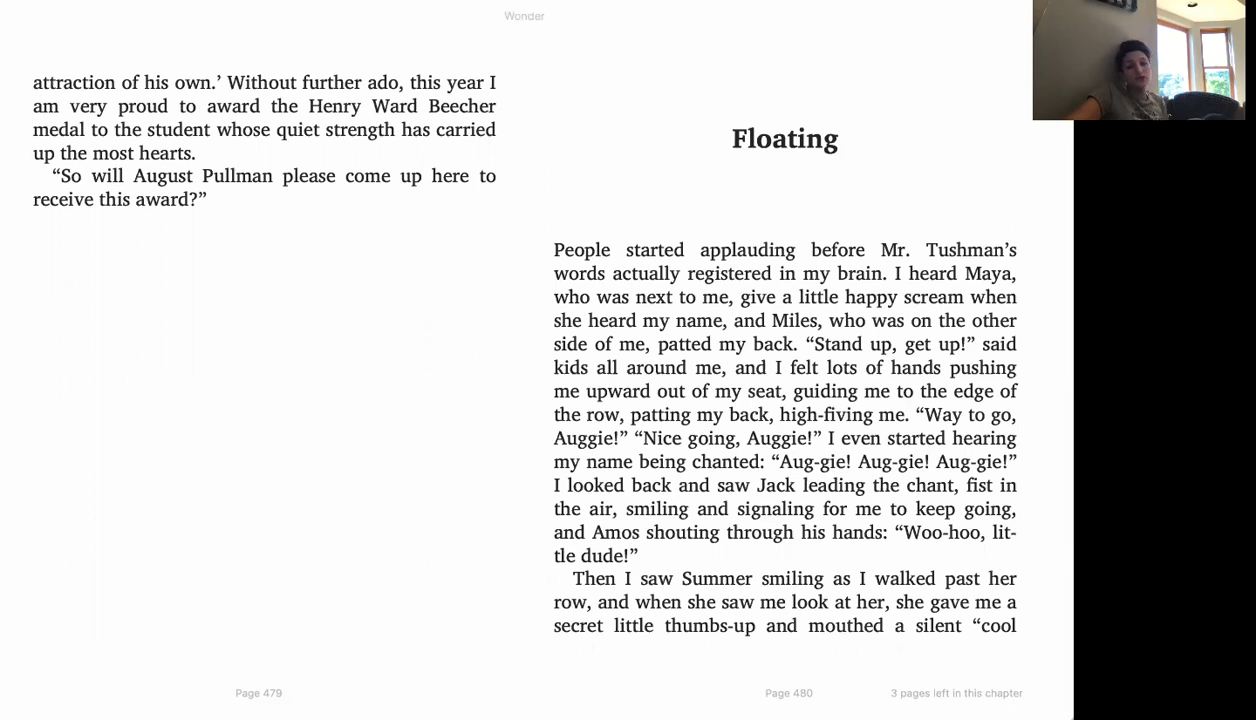 Wonder
attraction of his own.’ Without further ado, this year I
am very proud to award the Henry Ward Beecher
medal to the student whose quiet strength has carried
up the most hearts.
“So will August Pullman please come up here to
receive this award?”
Page 479
Floating
People started applauding before Mr. Tushman’s
words actually registered in my brain. I heard Maya,
who was next to me, give a little happy scream when
she heard my name, and Miles, who was on the other
side of me, patted my back. “Stand up, get up!” said
kids all around me, and I felt lots of hands pushing
me upward out of my seat, guiding me to the edge of
the row, patting my back, high-fiving me. “Way to go,
Auggie!” “Nice going, Auggie!” I even started hearing
my name being chanted: “Aug-gie! Aug-gie! Aug-gie!”
I looked back and saw Jack leading the chant, fist in
the air, smiling and signaling for me to keep going,
and Amos shouting through his hands: “Woo-hoo, lit-
tle dude!”
Then I saw Summer smiling as I walked past her
row, and when she saw me look at her, she gave me a
secret little thumbs-up and mouthed a silent “cool
Page 480
3 pages left in this chapter